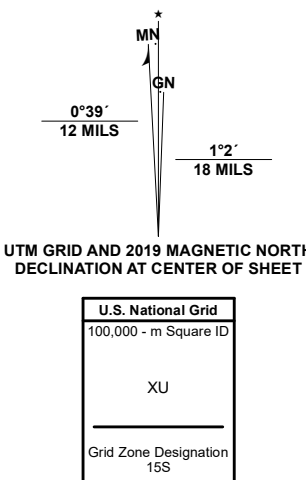 ★
MN
GN
0°39´
12 MILS
1°2´
18 MILS
UTM GRID AND 2019 MAGNETIC NORTH
DECLINATION AT CENTER OF SHEET
U.S. National Grid
100,000 - m Square ID
XU
Grid Zone Designation
15S